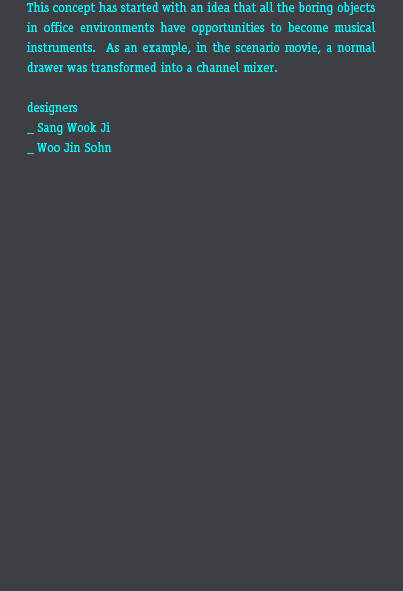 This concept has started with an idea that all the boring objects
in office environments have opportunities to become musical
instruments.  As an example, in the scenario movie, a normal
drawer was transformed into a channel mixer.

designers
_ Sang Wook Ji
_ Woo Jin Sohn